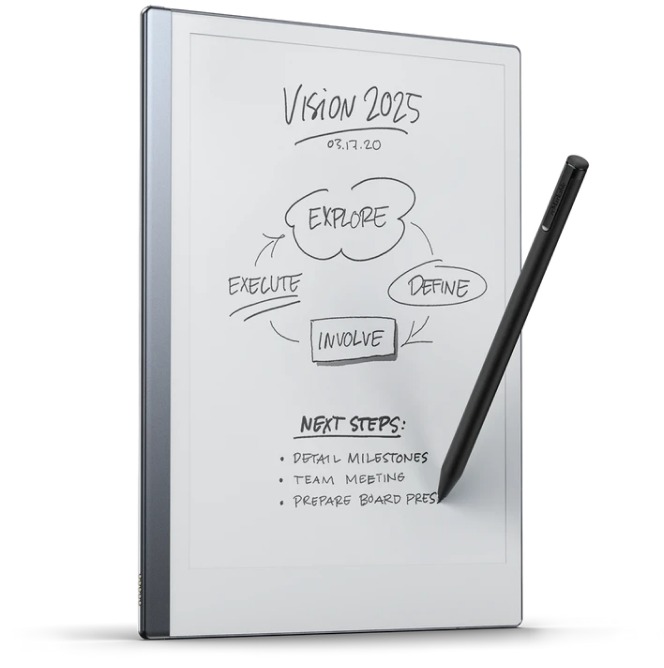 VISION 2025
03.17.20
EXPLORE
EXECUTE
DEFINE
INVOLVE
NEXT STEPS:
• DETAIL MILESTONES
• TEAM MEETING
• PREPARE BOARD PRES